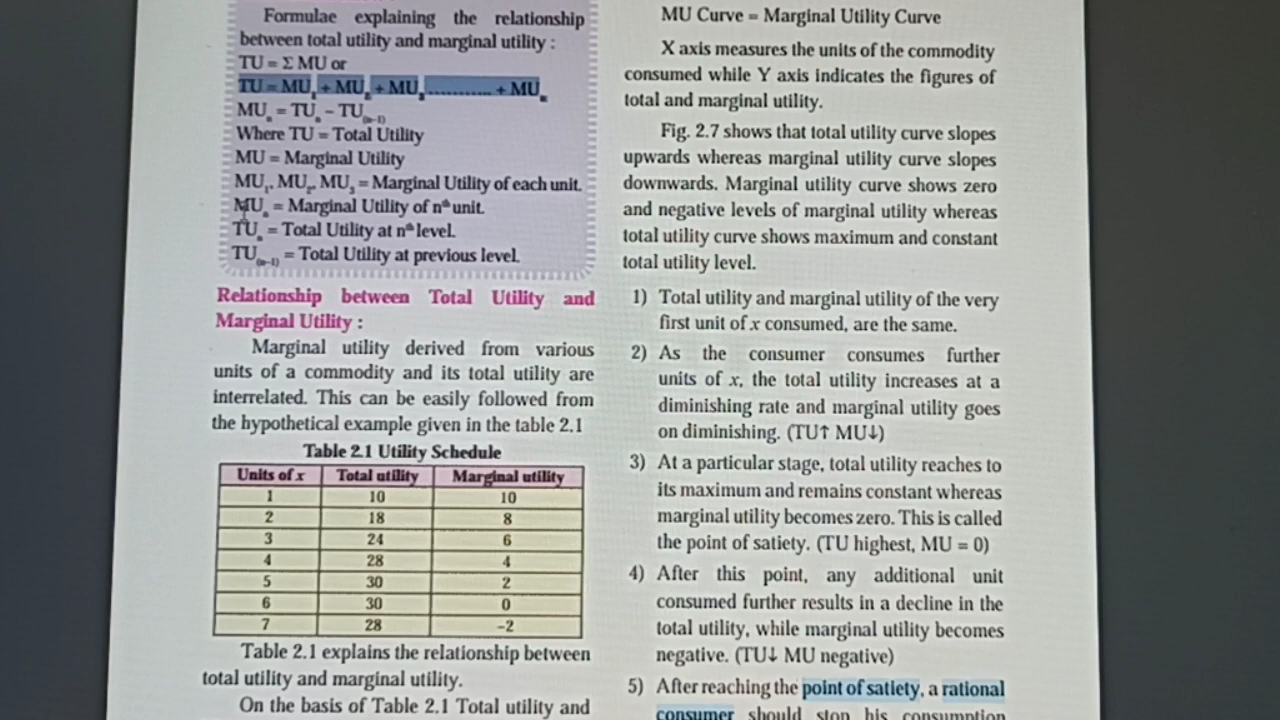 Formulae explaining the relationship
between total utility and marginal utility :
TU = Σ MU or
TU = MU₁ + MU₂ + MU₃ ............ + MUₙ
MUₙ = TUₙ – TU₍ₙ₋₁₎
Where TU = Total Utility
MU = Marginal Utility
MU₁, MU₂, MU₃ = Marginal Utility of each unit.
MUₙ = Marginal Utility of nᵗʰ unit.
TUₙ = Total Utility at nᵗʰ level.
TU₍ₙ₋₁₎ = Total Utility at previous level.
Relationship between Total Utility and
Marginal Utility :
Marginal utility derived from various
units of a commodity and its total utility are
interrelated. This can be easily followed from
the hypothetical example given in the table 2.1
Table 2.1 Utility Schedule
Units of x Total utility Marginal utility
1 10 10
2 18 8
3 24 6
4 28 4
5 30 2
6 30 0
7 28 -2
Table 2.1 explains the relationship between
total utility and marginal utility.
On the basis of Table 2.1 Total utility and
MU Curve = Marginal Utility Curve
X axis measures the units of the commodity
consumed while Y axis indicates the figures of
total and marginal utility.
Fig. 2.7 shows that total utility curve slopes
upwards whereas marginal utility curve slopes
downwards. Marginal utility curve shows zero
and negative levels of marginal utility whereas
total utility curve shows maximum and constant
total utility level.
1) Total utility and marginal utility of the very
first unit of x consumed, are the same.
2) As the consumer consumes further
units of x, the total utility increases at a
diminishing rate and marginal utility goes
on diminishing. (TU↑ MU↓)
3) At a particular stage, total utility reaches to
its maximum and remains constant whereas
marginal utility becomes zero. This is called
the point of satiety. (TU highest, MU = 0)
4) After this point, any additional unit
consumed further results in a decline in the
total utility, while marginal utility becomes
negative. (TU↓ MU negative)
5) After reaching the point of satiety, a rational
consumer should stop his consumption